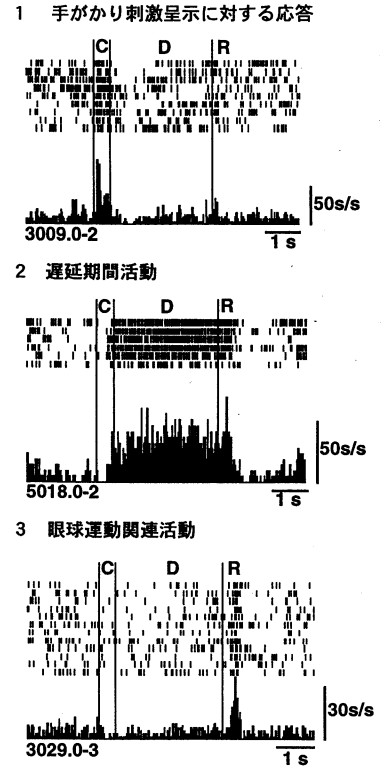 1 手がかり刺激呈示に対する応答
C D R
50s/s
3009.0-2
1 s
2 遅延期間活動
C D R
50s/s
5018.0-2
1 s
3 眼球運動関連活動
C D R
30s/s
3029.0-3
1 s